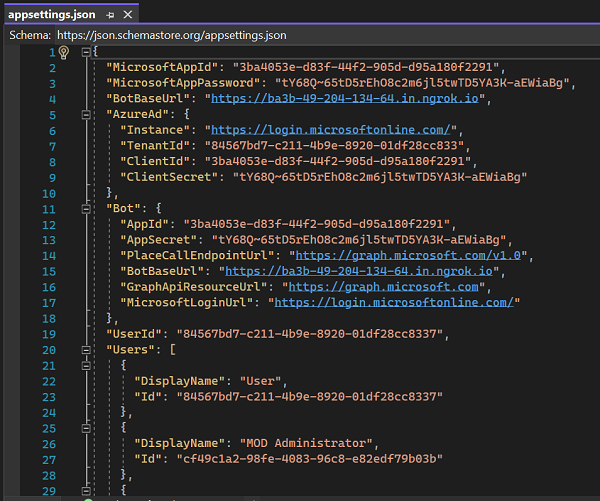 appsettings.json
Schema: https://json.schemastore.org/appsettings.json
1 {
2 "MicrosoftAppId": "3ba4053e-d83f-44f2-905d-d95a180f2291",
3 "MicrosoftAppPassword": "tY68Q~65tD5rEhO8c2m6jl5twTD5YA3K-aEWiaBg",
4 "BotBaseUrl": "https://ba3b-49-204-134-64.in.ngrok.io",
5 "AzureAd": {
6 "Instance": "https://login.microsoftonline.com/",
7 "TenantId": "84567bd7-c211-4b9e-8920-01df28cc833",
8 "ClientId": "3ba4053e-d83f-44f2-905d-d95a180f2291",
9 "ClientSecret": "tY68Q~65tD5rEhO8c2m6jl5twTD5YA3K-aEWiaBg"
10 },
11 "Bot": {
12 "AppId": "3ba4053e-d83f-44f2-905d-d95a180f2291",
13 "AppSecret": "tY68Q~65tD5rEhO8c2m6jl5twTD5YA3K-aEWiaBg",
14 "PlaceCallEndpointUrl": "https://graph.microsoft.com/v1.0",
15 "BotBaseUrl": "https://ba3b-49-204-134-64.in.ngrok.io",
16 "GraphApiResourceUrl": "https://graph.microsoft.com",
17 "MicrosoftLoginUrl": "https://login.microsoftonline.com/"
18 },
19 "UserId": "84567bd7-c211-4b9e-8920-01df28cc8337",
20 "Users": [
21 {
22 "DisplayName": "User",
23 "Id": "84567bd7-c211-4b9e-8920-01df28cc8337"
24 },
25 {
26 "DisplayName": "MOD Administrator",
27 "Id": "cf49c1a2-98fe-4083-96c8-e82edf79b03b"
28 },
29 {